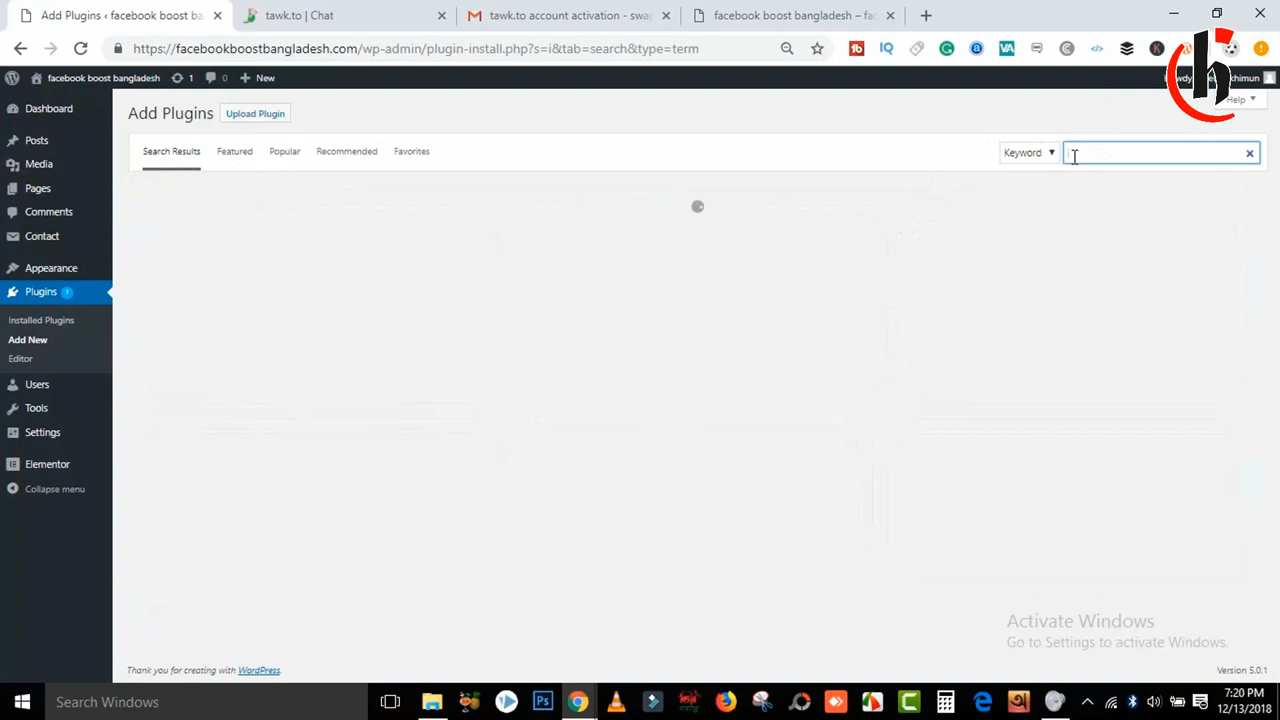 Add Plugins ‹ facebook boost ban
tawk.to | Chat
tawk.to account activation - swa
facebook boost bangladesh – fac
https://facebookboostbangladesh.com/wp-admin/plugin-install.php?s=i&tab=search&type=term
facebook boost bangladesh
1
0
New
Help
Add Plugins
Upload Plugin
Search Results
Featured
Popular
Recommended
Favorites
Keyword
Dashboard
Posts
Media
Pages
Comments
Contact
Appearance
Plugins 1
Installed Plugins
Add New
Editor
Users
Tools
Settings
Elementor
Collapse menu
Activate Windows
Go to Settings to activate Windows.
Thank you for creating with WordPress.
Version 5.0.1
Search Windows
7:20 PM
12/13/2018